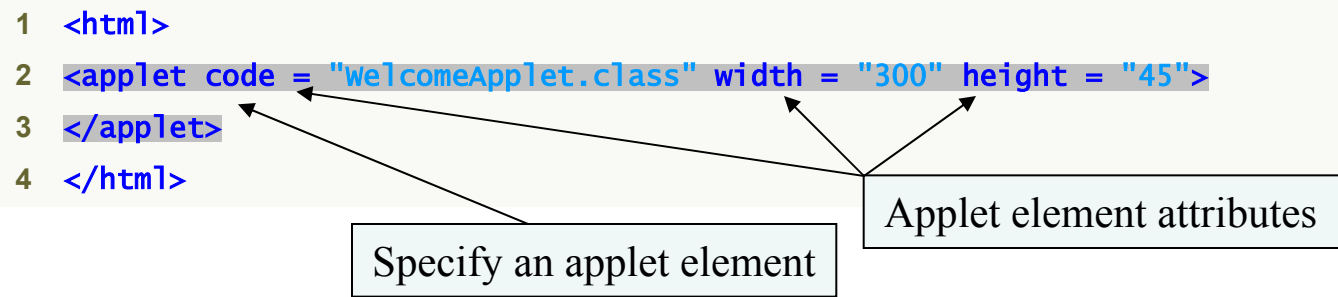 1 <html>
2 <applet code = "WelcomeApplet.class" width = "300" height = "45">
3 </applet>
4 </html>
Applet element attributes
Specify an applet element